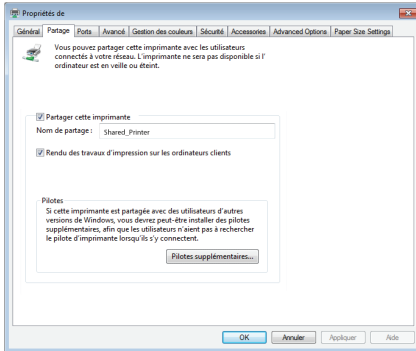 Propriétés de
Général Partage Ports Avancé Gestion des couleurs Sécurité Accessories Advanced Options Paper Size Settings
Vous pouvez partager cette imprimante avec les utilisateurs
connectés à votre réseau. L'imprimante ne sera pas disponible si l'
ordinateur est en veille ou éteint.
Partager cette imprimante
Nom de partage : Shared_Printer
Rendu des travaux d'impression sur les ordinateurs clients
Pilotes
Si cette imprimante est partagée avec des utilisateurs d'autres
versions de Windows, vous devrez peut-être installer des pilotes
supplémentaires, afin que les utilisateurs n'aient pas à rechercher
le pilote d'imprimante lorsqu'ils s'y connectent.
Pilotes supplémentaires...
OK Annuler Appliquer Aide